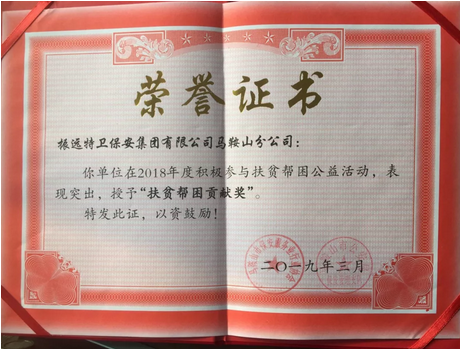 荣誉证书
振远特卫保安集团有限公司马鞍山分公司：
你单位在2018年度积极参与扶贫帮困公益活动，表
现突出，授予“扶贫帮困贡献奖”。
特发此证，以资鼓励！
二〇一九年三月